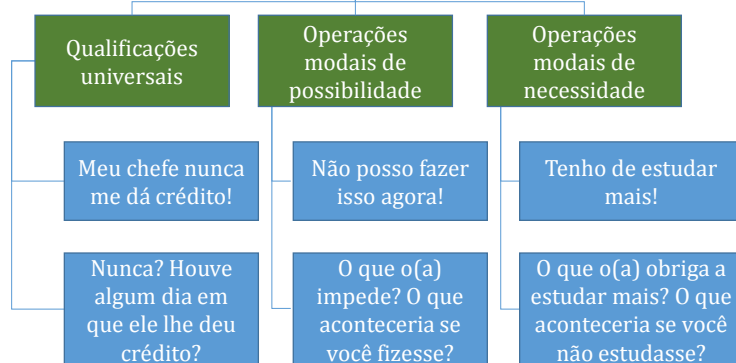 Qualificações
universais
Operações
modais de
possibilidade
Operações
modais de
necessidade
Meu chefe nunca
me dá crédito!
Não posso fazer
isso agora!
Tenho de estudar
mais!
Nunca? Houve
algum dia em
que ele lhe deu
crédito?
O que o(a)
impede? O que
aconteceria se
você fizesse?
O que o(a) obriga a
estudar mais? O que
aconteceria se você
não estudasse?